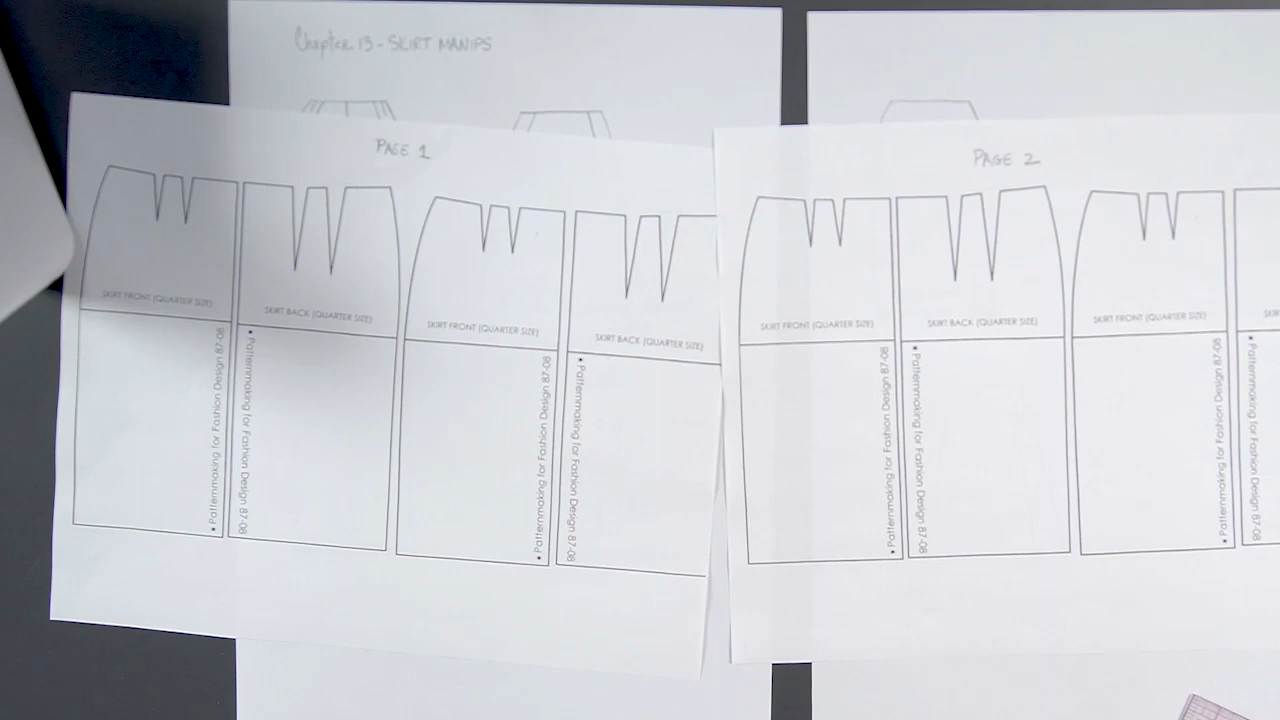 Chapter 13 - SKIRT MANIPS
PAGE 1
SKIRT FRONT (QUARTER SIZE)
• Patternmaking for Fashion Design 87-08
SKIRT BACK (QUARTER SIZE)
• Patternmaking for Fashion Design 87-08
SKIRT FRONT (QUARTER SIZE)
• Patternmaking for Fashion Design 87-08
SKIRT BACK (QUARTER SIZE)
• Patternmaking for Fashion Design 87-08
PAGE 2
SKIRT FRONT (QUARTER SIZE)
• Patternmaking for Fashion Design 87-08
SKIRT BACK (QUARTER SIZE)
• Patternmaking for Fashion Design 87-08
SKIRT FRONT (QUARTER SIZE)
• Patternmaking for Fashion Design 87-08
• Patternmaking for Fashion Design 87-08